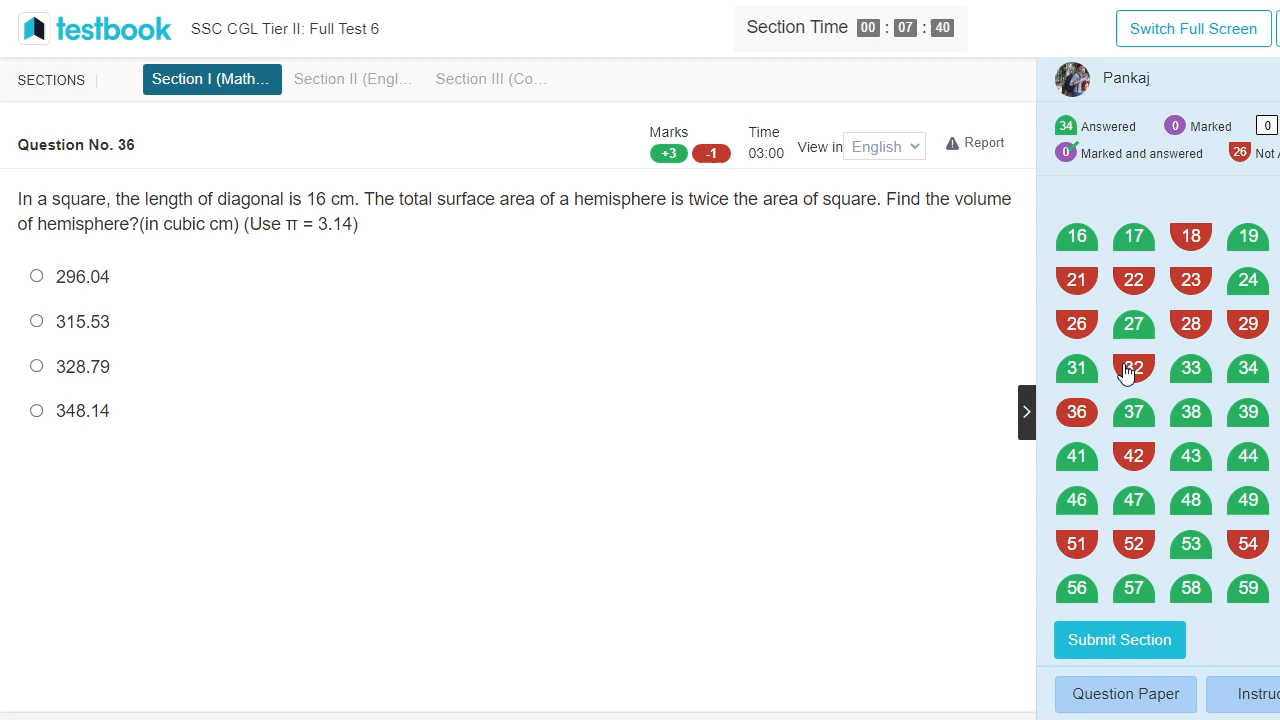 testbook SSC CGL Tier II: Full Test 6 Section Time 00 : 07 : 40 Switch Full Screen
SECTIONS Section I (Math... Section II (Engl... Section III (Co... Pankaj
34 Answered 0 Marked 0
0 Marked and answered 26 Not
Question No. 36 Marks +3 -1 Time 03:00 View in English Report
In a square, the length of diagonal is 16 cm. The total surface area of a hemisphere is twice the area of square. Find the volume
of hemisphere?(in cubic cm) (Use π = 3.14)
296.04
315.53
328.79
348.14
16 17 18 19
21 22 23 24
26 27 28 29
31 32 33 34
36 37 38 39
41 42 43 44
46 47 48 49
51 52 53 54
56 57 58 59
Submit Section
Question Paper Instruc